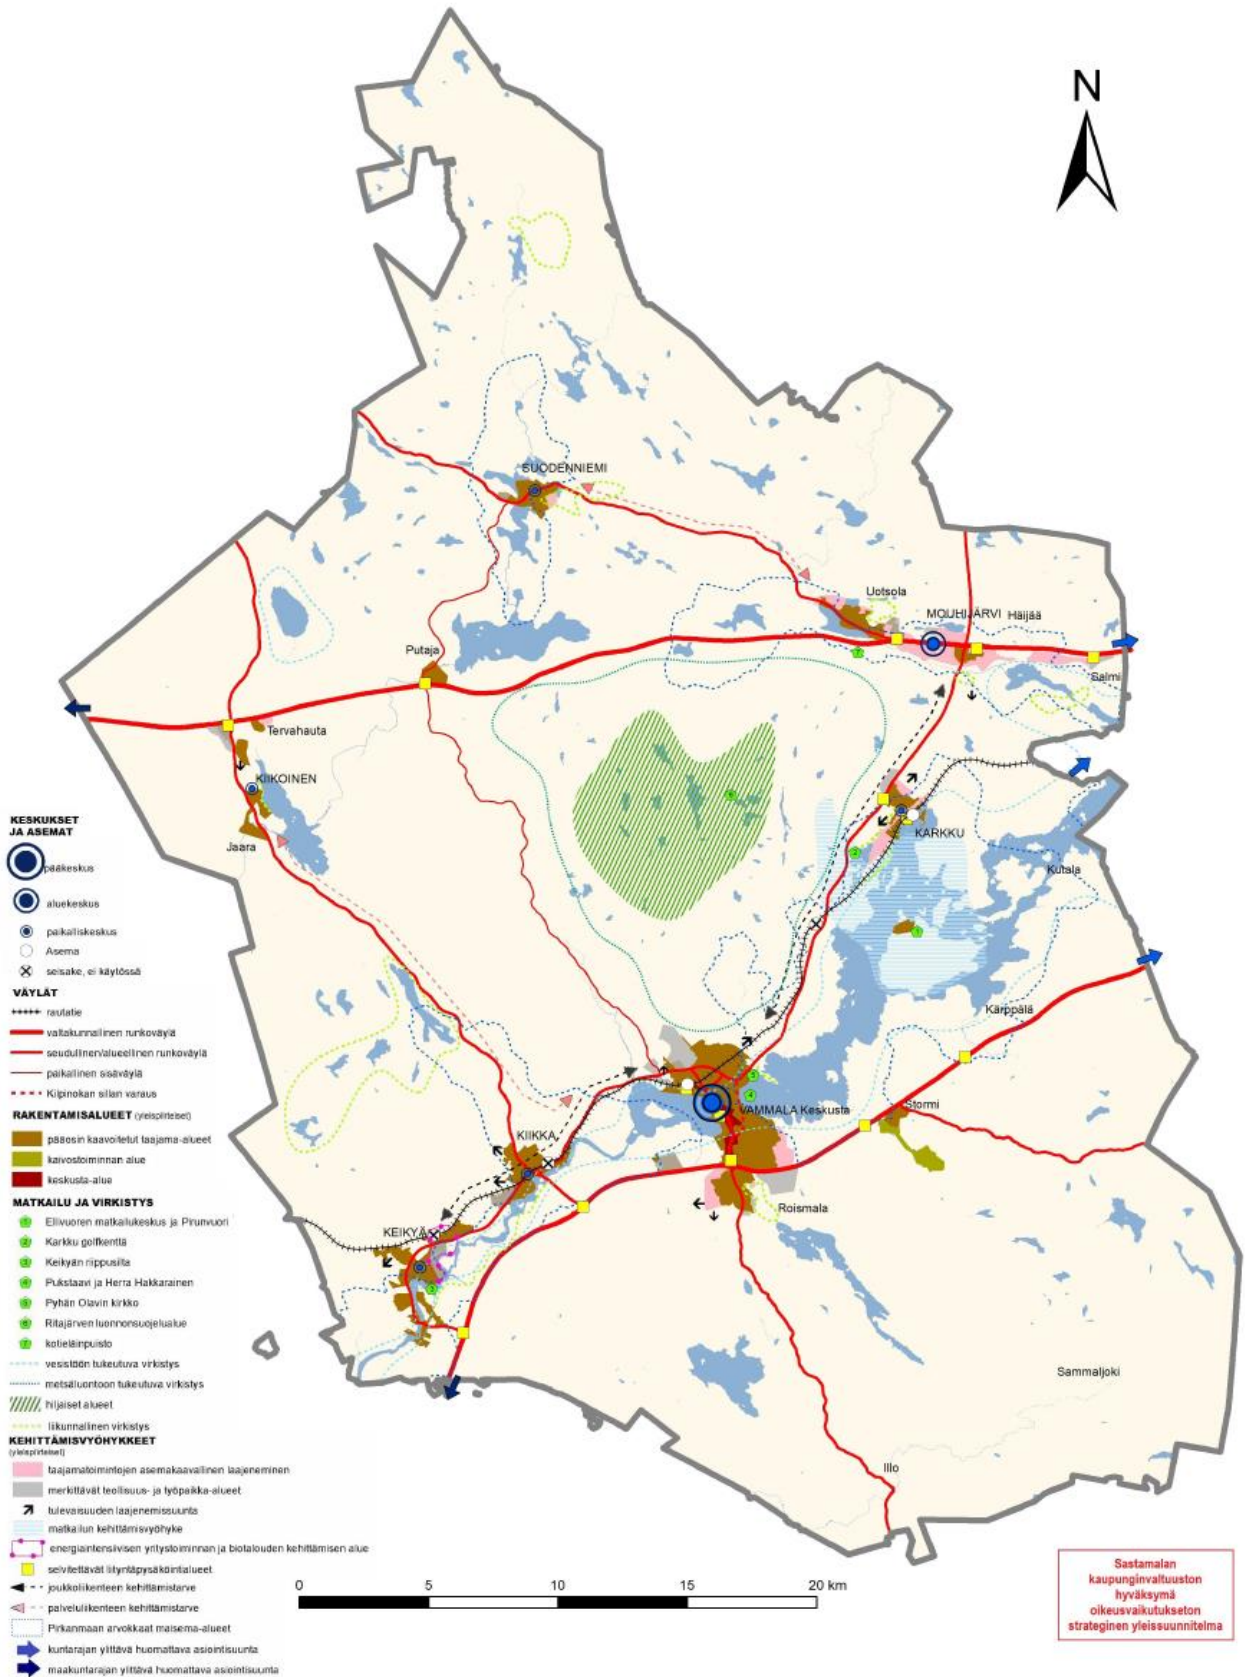 N
SUODENNIEMI
Uotsola
MOUHIJÄRVI Häijää
Putaja
Salmi
Tervahauta
KIIKOINEN
KARKKU
Jaara
Kutala
Kärppälä
VAMMALA Keskusta
Stormi
KIIKKA
Roismala
KEIKYÄ
Sammaljoki
Illo
KESKUKSET
JA ASEMAT
pääkeskus
aluekeskus
paikalliskeskus
Asema
seisake, ei käytössä
VÄYLÄT
rautatie
valtakunnallinen runkoväylä
seudullinen/alueellinen runkoväylä
paikallinen sisäväylä
Kilpinokan sillan varaus
RAKENTAMISALUEET (yleispiirteiset)
pääosin kaavoitetut taajama-alueet
kaivostoiminnan alue
keskusta-alue
MATKAILU JA VIRKISTYS
1 Ellivuoren matkailukeskus ja Pirunvuori
2 Karkku golfkenttä
3 Keikyän riippusilta
4 Pukstaavi ja Herra Hakkarainen
5 Pyhän Olavin kirkko
6 Ritajärven luonnonsuojelualue
7 kotieläinpuisto
vesistöön tukeutuva virkistys
metsäluontoon tukeutuva virkistys
hiljaiset alueet
liikunnallinen virkistys
KEHITTÄMISVYÖHYKKEET
(yleispiirteiset)
taajamatoimintojen asemakaavallinen laajeneminen
merkittävät teollisuus- ja työpaikka-alueet
tulevaisuuden laajenemissuunta
matkailun kehittämisvyöhyke
energiaintensiivisen yritystoiminnan ja biotalouden kehittämisen alue
selvitettävät liityntäpysäköintialueet
joukkoliikenteen kehittämistarve
palveluliikenteen kehittämistarve
Pirkanmaan arvokkaat maisema-alueet
kuntarajan ylittävä huomattava asiointisuunta
maakuntarajan ylittävä huomattava asiointisuunta
0 5 10 15 20 km
Sastamalan
kaupunginvaltuuston
hyväksymä
oikeusvaikutukseton
strateginen yleissuunnitelma